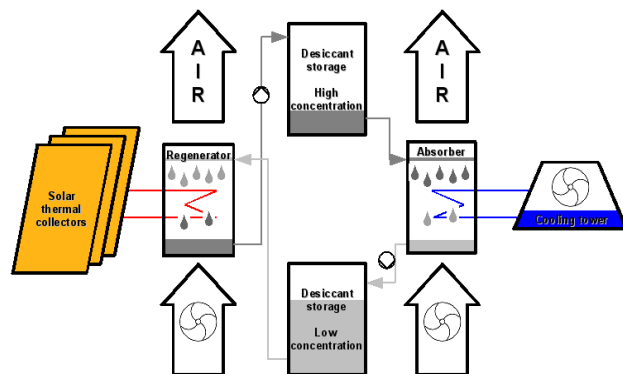 A
I
R
Desiccant
storage
High
concentration
A
I
R
Regenerator
Absorber
Solar
thermal
collectors
Cooling tower
Desiccant
storage
Low
concentration